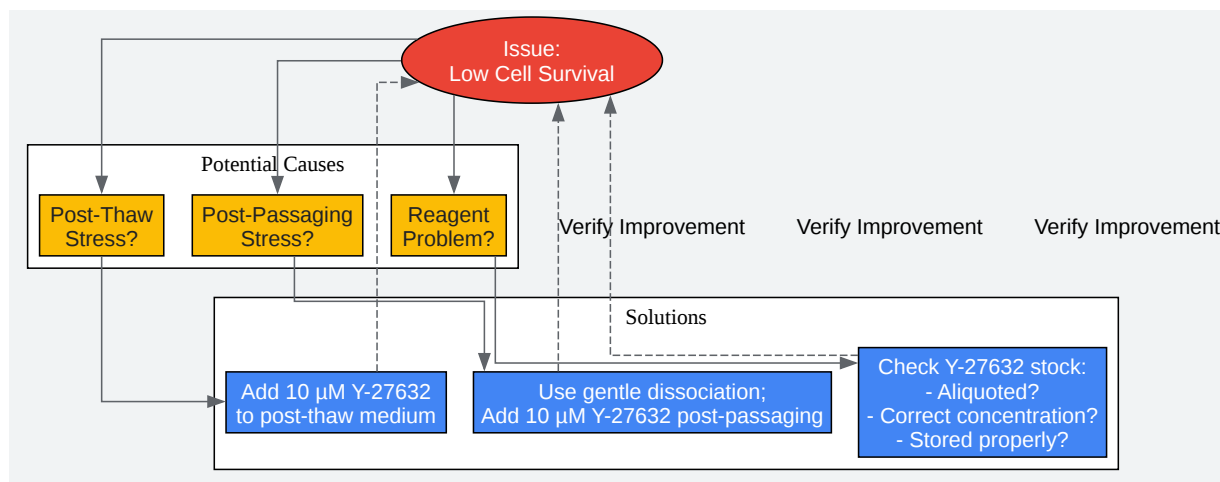 Issue:
Low Cell Survival
Potential Causes
Post-Thaw
Stress?
Post-Passaging
Stress?
Reagent
Problem?
Verify Improvement
Verify Improvement
Verify Improvement
Solutions
Add 10 µM Y-27632
to post-thaw medium
Use gentle dissociation;
Add 10 µM Y-27632 post-passaging
Check Y-27632 stock:
- Aliquoted?
- Correct concentration?
- Stored properly?